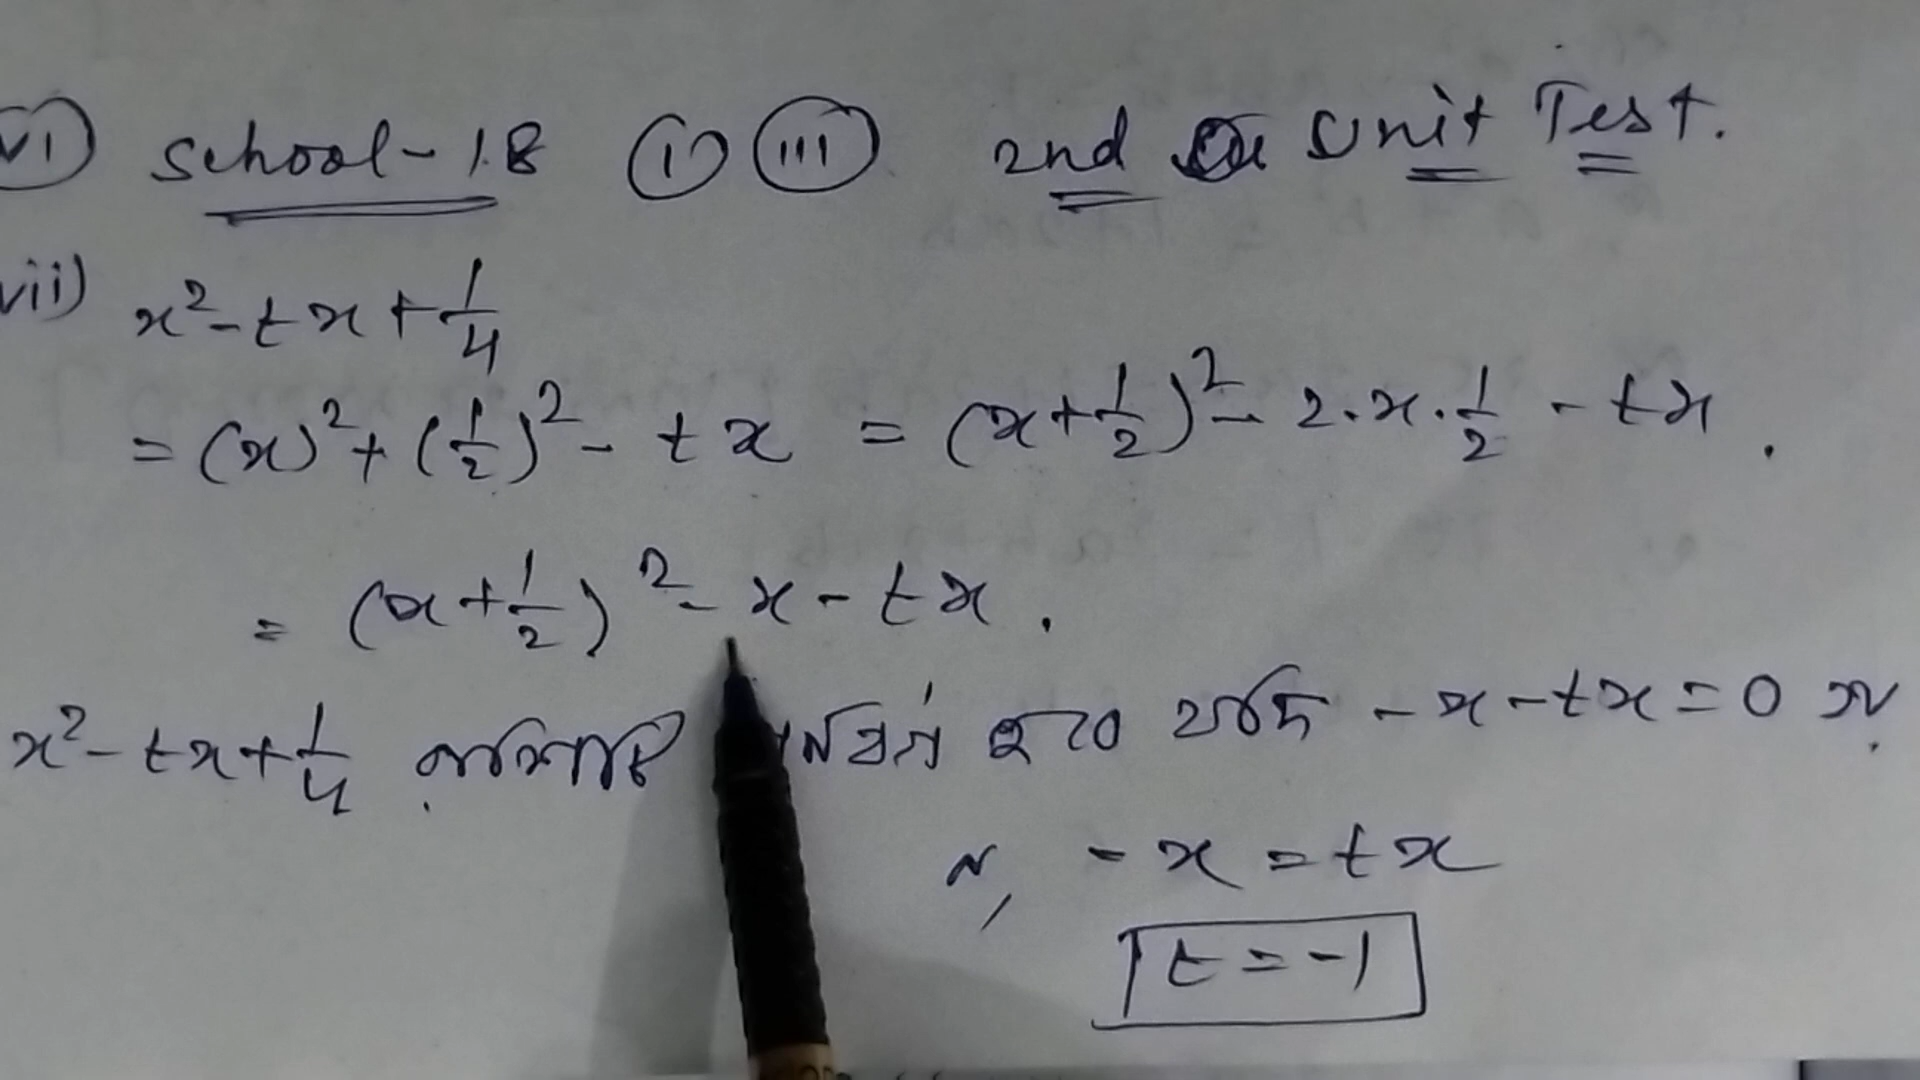 vi) School-18 (i) (iii) 2nd Unit Test.
vii) x² - tx + 1/4
= (x)² + (1/2)² - tx = (x + 1/2)² - 2.x.1/2 - tx.
= (x + 1/2)² - x - tx.
x² - tx + 1/4 পূর্ণবর্গ হবে যদি - x - tx = 0 হয়
বা, - x = tx
t = -1